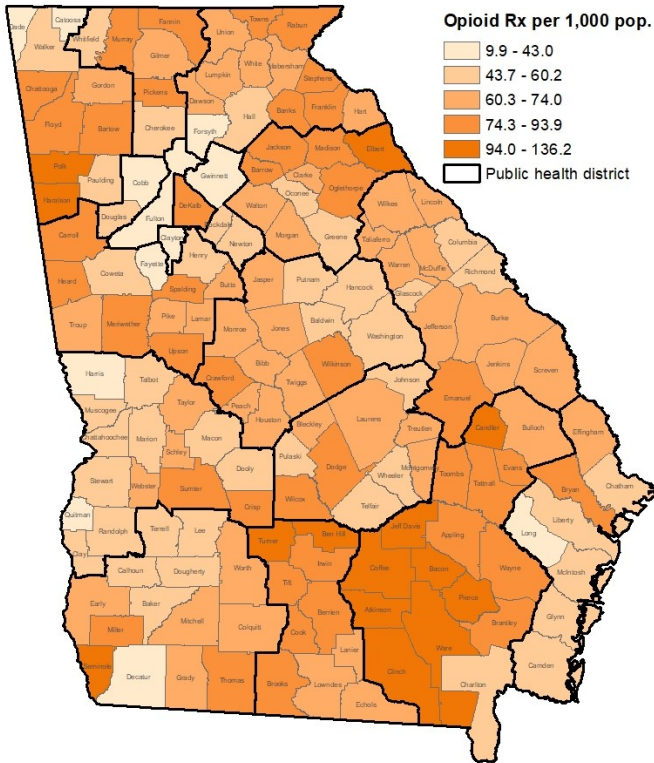 Opioid Rx per 1,000 pop.
9.9 - 43.0
43.7 - 60.2
60.3 - 74.0
74.3 - 93.9
94.0 - 136.2
Public health district
Dade
Catoosa
Whitfield
Murray
Fannin
Union
Towns
Rabun
Walker
Gilmer
Lumpkin
White
Habersham
Stephens
Chattooga
Gordon
Pickens
Dawson
Banks
Franklin
Hart
Floyd
Bartow
Cherokee
Forsyth
Hall
Jackson
Madison
Elbert
Polk
Paulding
Cobb
Gwinnett
Barrow
Clarke
Oconee
Oglethorpe
Haralson
Douglas
Fulton
DeKalb
Rockdale
Walton
Wilkes
Lincoln
Carroll
Clayton
Newton
Morgan
Greene
Taliaferro
Columbia
Heard
Coweta
Fayette
Henry
Warren
McDuffie
Richmond
Spalding
Butts
Jasper
Putnam
Hancock
Glascock
Troup
Meriwether
Pike
Lamar
Monroe
Jones
Baldwin
Washington
Jefferson
Burke
Upson
Harris
Talbot
Crawford
Bibb
Twiggs
Wilkinson
Johnson
Jenkins
Screven
Muscogee
Taylor
Peach
Houston
Laurens
Emanuel
Chattahoochee
Marion
Macon
Bleckley
Treutlen
Candler
Bulloch
Effingham
Schley
Dooly
Pulaski
Dodge
Wheeler
Montgomery
Toombs
Evans
Tattnall
Bryan
Chatham
Stewart
Webster
Sumter
Crisp
Wilcox
Telfair
Quitman
Randolph
Terrell
Lee
Turner
Ben Hill
Jeff Davis
Appling
Long
Liberty
Clay
Calhoun
Dougherty
Worth
Tift
Irwin
Coffee
Bacon
Wayne
McIntosh
Early
Baker
Mitchell
Colquitt
Berrien
Atkinson
Pierce
Brantley
Glynn
Miller
Cook
Lanier
Ware
Seminole
Decatur
Grady
Thomas
Brooks
Lowndes
Echols
Clinch
Charlton
Camden